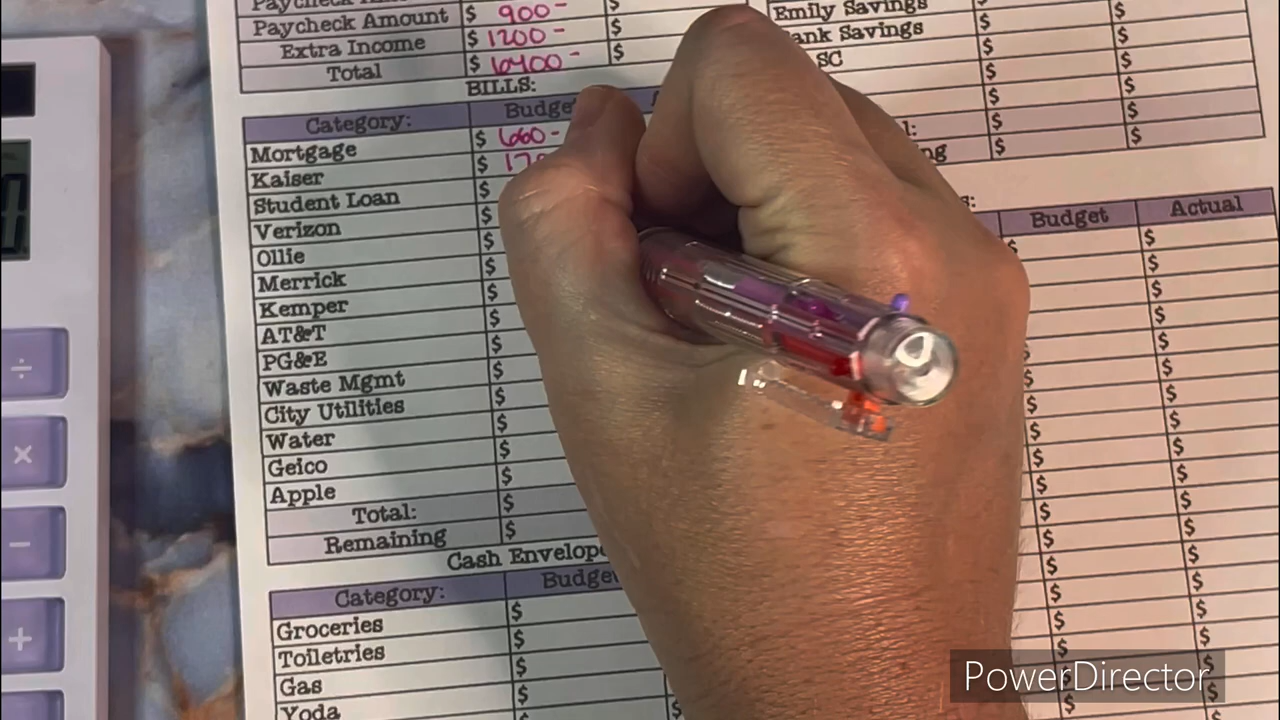 Paycheck Amount $ 900- $
Extra Income $ 1200- $
Total $ 6400- $
Emily Savings $ $
Savings $ $
SC $ $
$ $
$ $
$ $
BILLS:
Category: Budget
Mortgage $ 660-
Kaiser $
Student Loan $
Verizon $
Ollie $
Merrick $
Kemper $
AT&T $
PG&E $
Waste Mgmt $
City Utilities $
Water $
Geico $
Apple $
Total: $
Remaining $
Budget Actual
Cash
Category: Budget
Groceries $
Toiletries $
Gas $
Yoda $
PowerDirector